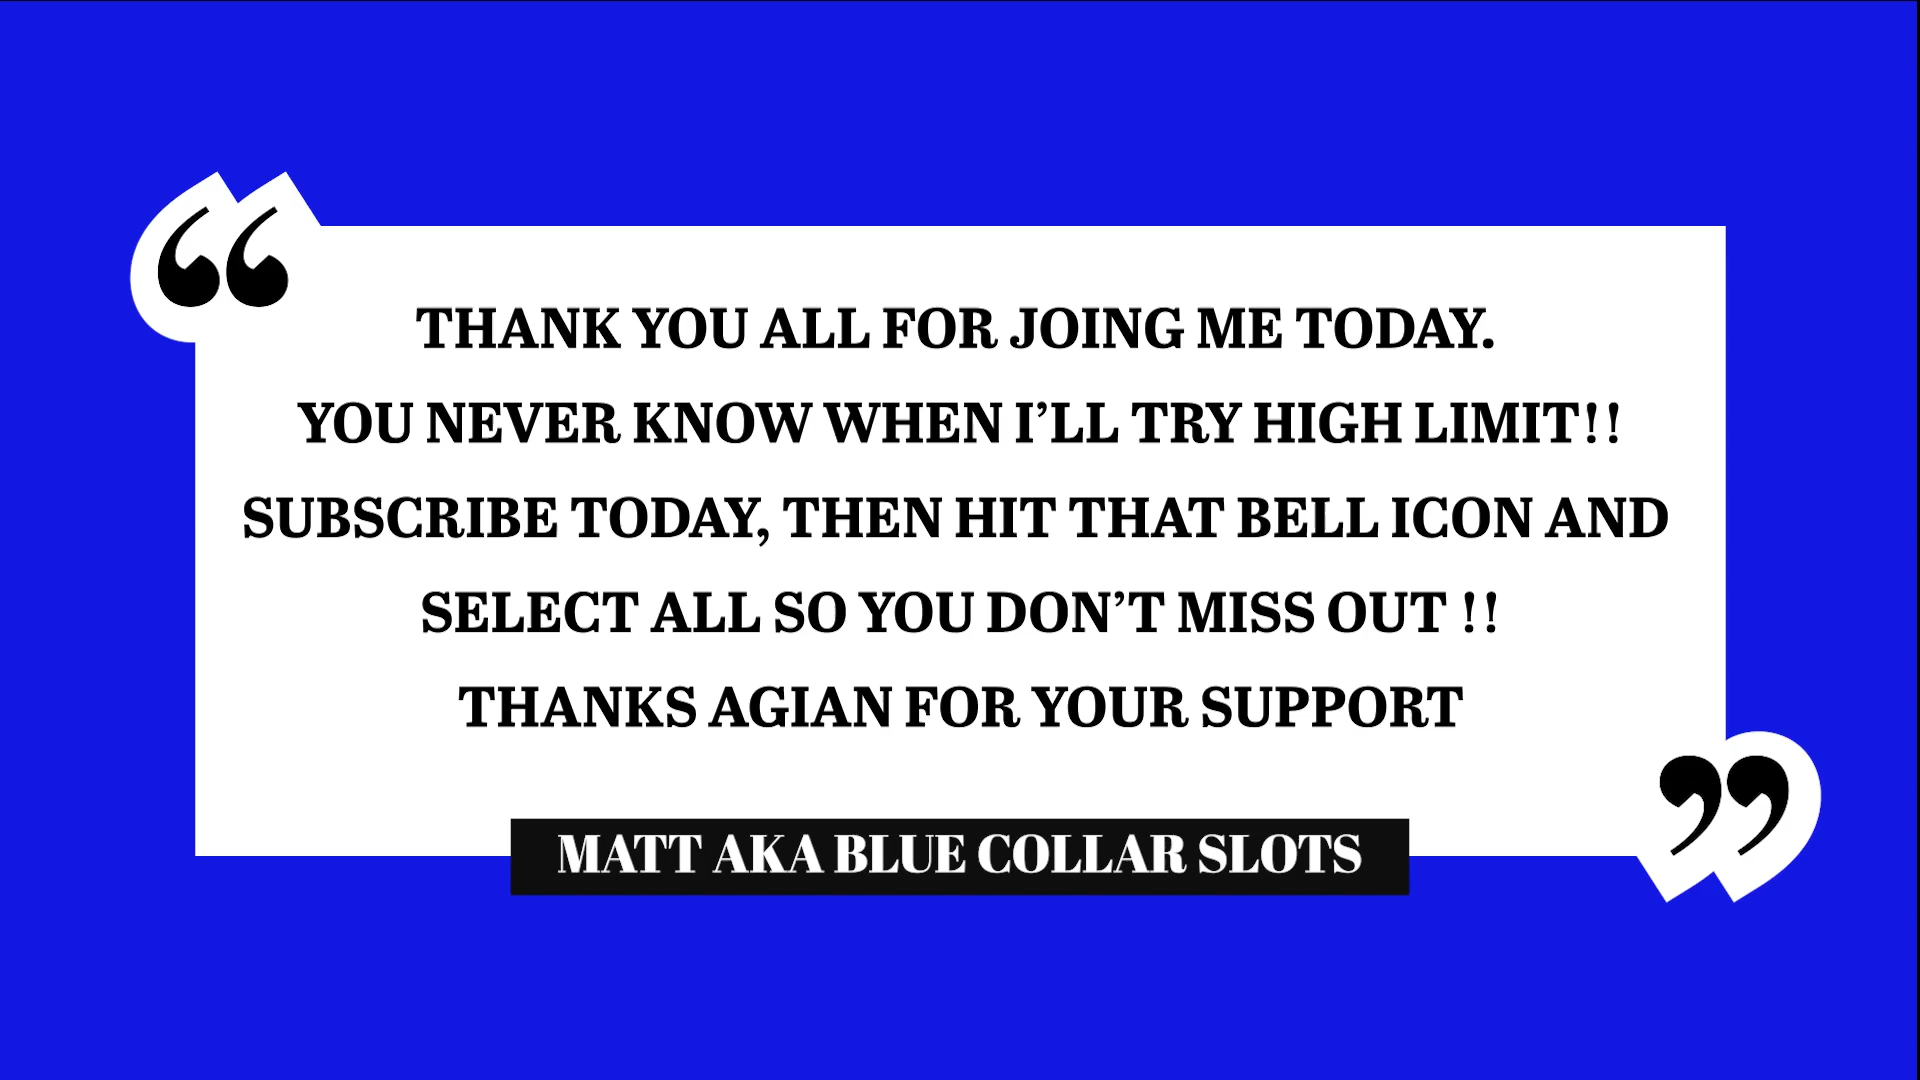 THANK YOU ALL FOR JOING ME TODAY.
YOU NEVER KNOW WHEN I’LL TRY HIGH LIMIT!!
SUBSCRIBE TODAY, THEN HIT THAT BELL ICON AND
SELECT ALL SO YOU DON’T MISS OUT !!
THANKS AGIAN FOR YOUR SUPPORT
MATT AKA BLUE COLLAR SLOTS